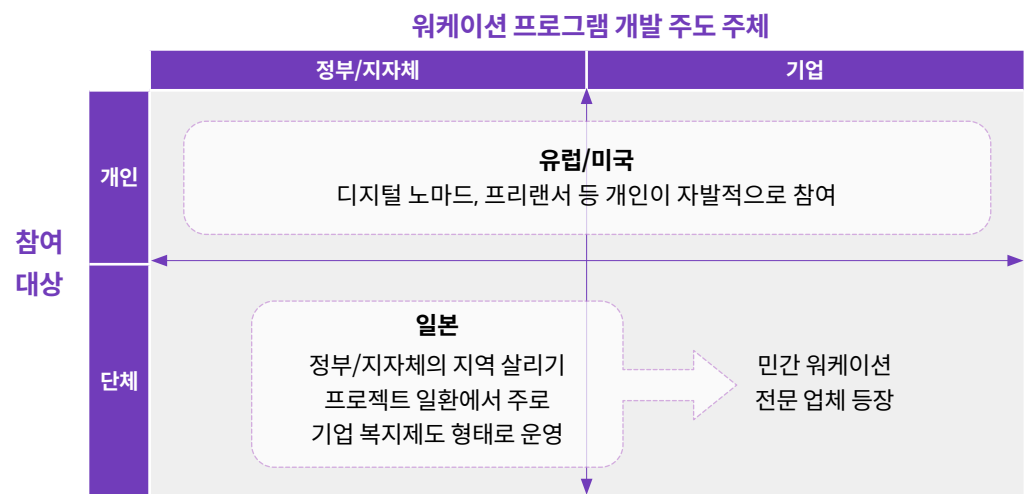 워케이션 프로그램 개발 주도 주체
정부/지자체
기업
참여
대상
개인
유럽/미국
디지털 노마드, 프리랜서 등 개인이 자발적으로 참여
단체
일본
정부/지자체의 지역 살리기
프로젝트 일환에서 주로
기업 복지제도 형태로 운영
민간 워케이션
전문 업체 등장